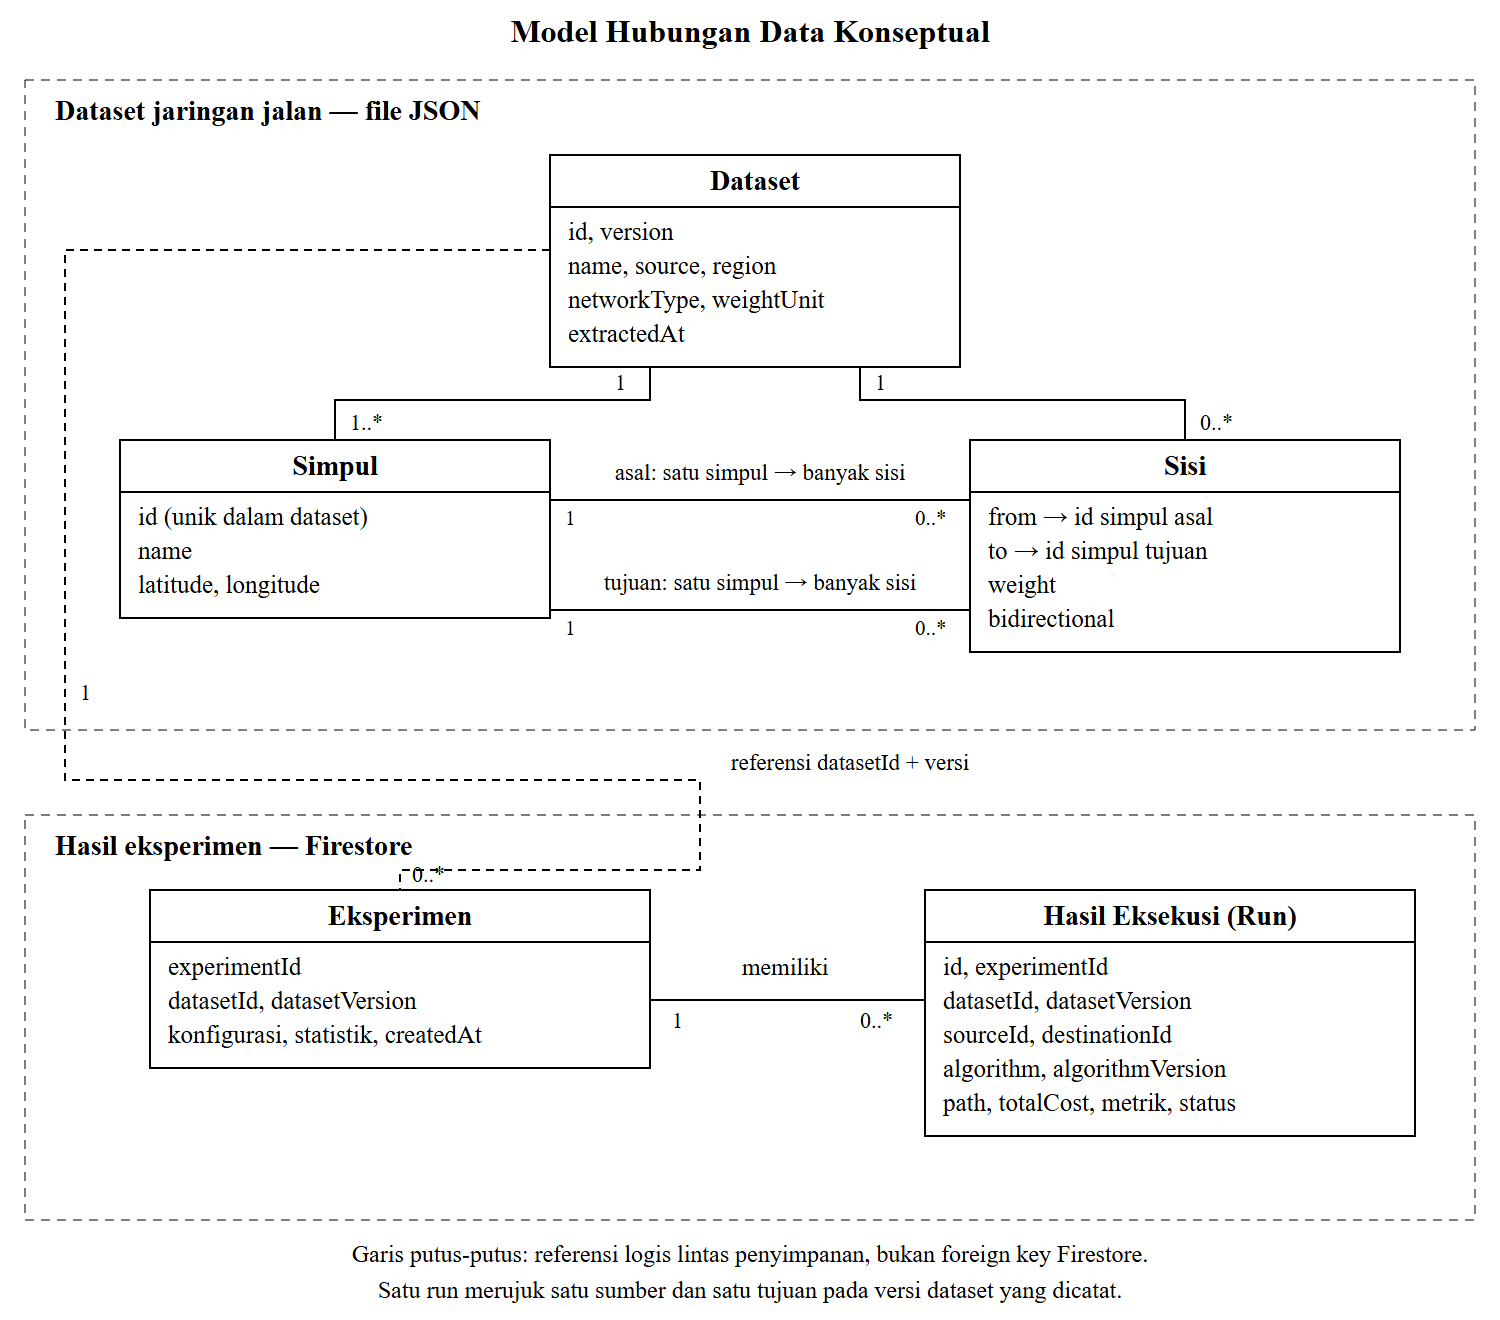 Model Hubungan Data Konseptual
Dataset jaringan jalan — file JSON
Dataset
id, version
name, source, region
networkType, weightUnit
extractedAt
1
1
1..*
0..*
Simpul
id (unik dalam dataset)
name
latitude, longitude
asal: satu simpul → banyak sisi
1
0..*
tujuan: satu simpul → banyak sisi
1
0..*
Sisi
from → id simpul asal
to → id simpul tujuan
weight
bidirectional
1
referensi datasetId + versi
Hasil eksperimen — Firestore
0..*
Eksperimen
experimentId
datasetId, datasetVersion
konfigurasi, statistik, createdAt
memiliki
1
0..*
Hasil Eksekusi (Run)
id, experimentId
datasetId, datasetVersion
sourceId, destinationId
algorithm, algorithmVersion
path, totalCost, metrik, status
Garis putus-putus: referensi logis lintas penyimpanan, bukan foreign key Firestore.
Satu run merujuk satu sumber dan satu tujuan pada versi dataset yang dicatat.